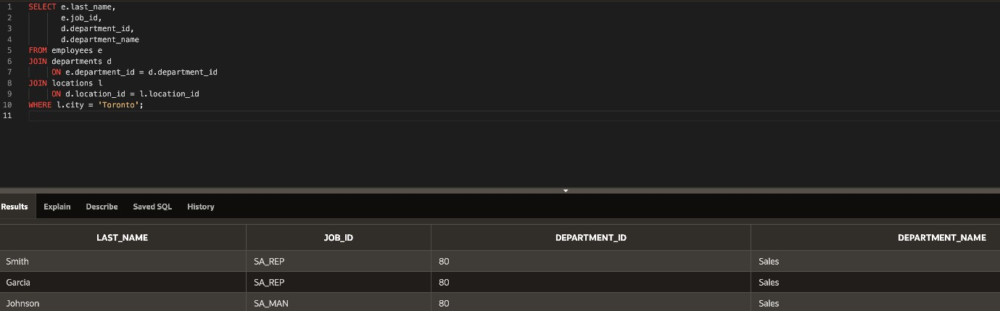 1 SELECT e.last_name,
2 e.job_id,
3 d.department_id,
4 d.department_name
5 FROM employees e
6 JOIN departments d
7 ON e.department_id = d.department_id
8 JOIN locations l
9 ON d.location_id = l.location_id
10 WHERE l.city = 'Toronto';
11
Results Explain Describe Saved SQL History
LAST_NAME JOB_ID DEPARTMENT_ID DEPARTMENT_NAME
Smith SA_REP 80 Sales
Garcia SA_REP 80 Sales
Johnson SA_MAN 80 Sales